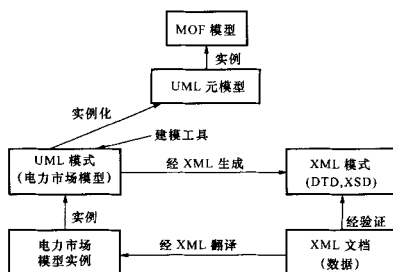 MOF 模型
实例
UML 元模型
实例化
建模工具
UML 模式
(电力市场模型)
经 XML 生成
XML 模式
(DTD,XSD)
实例
经验证
电力市场
模型实例
经 XML 翻译
XML 文档
(数据)